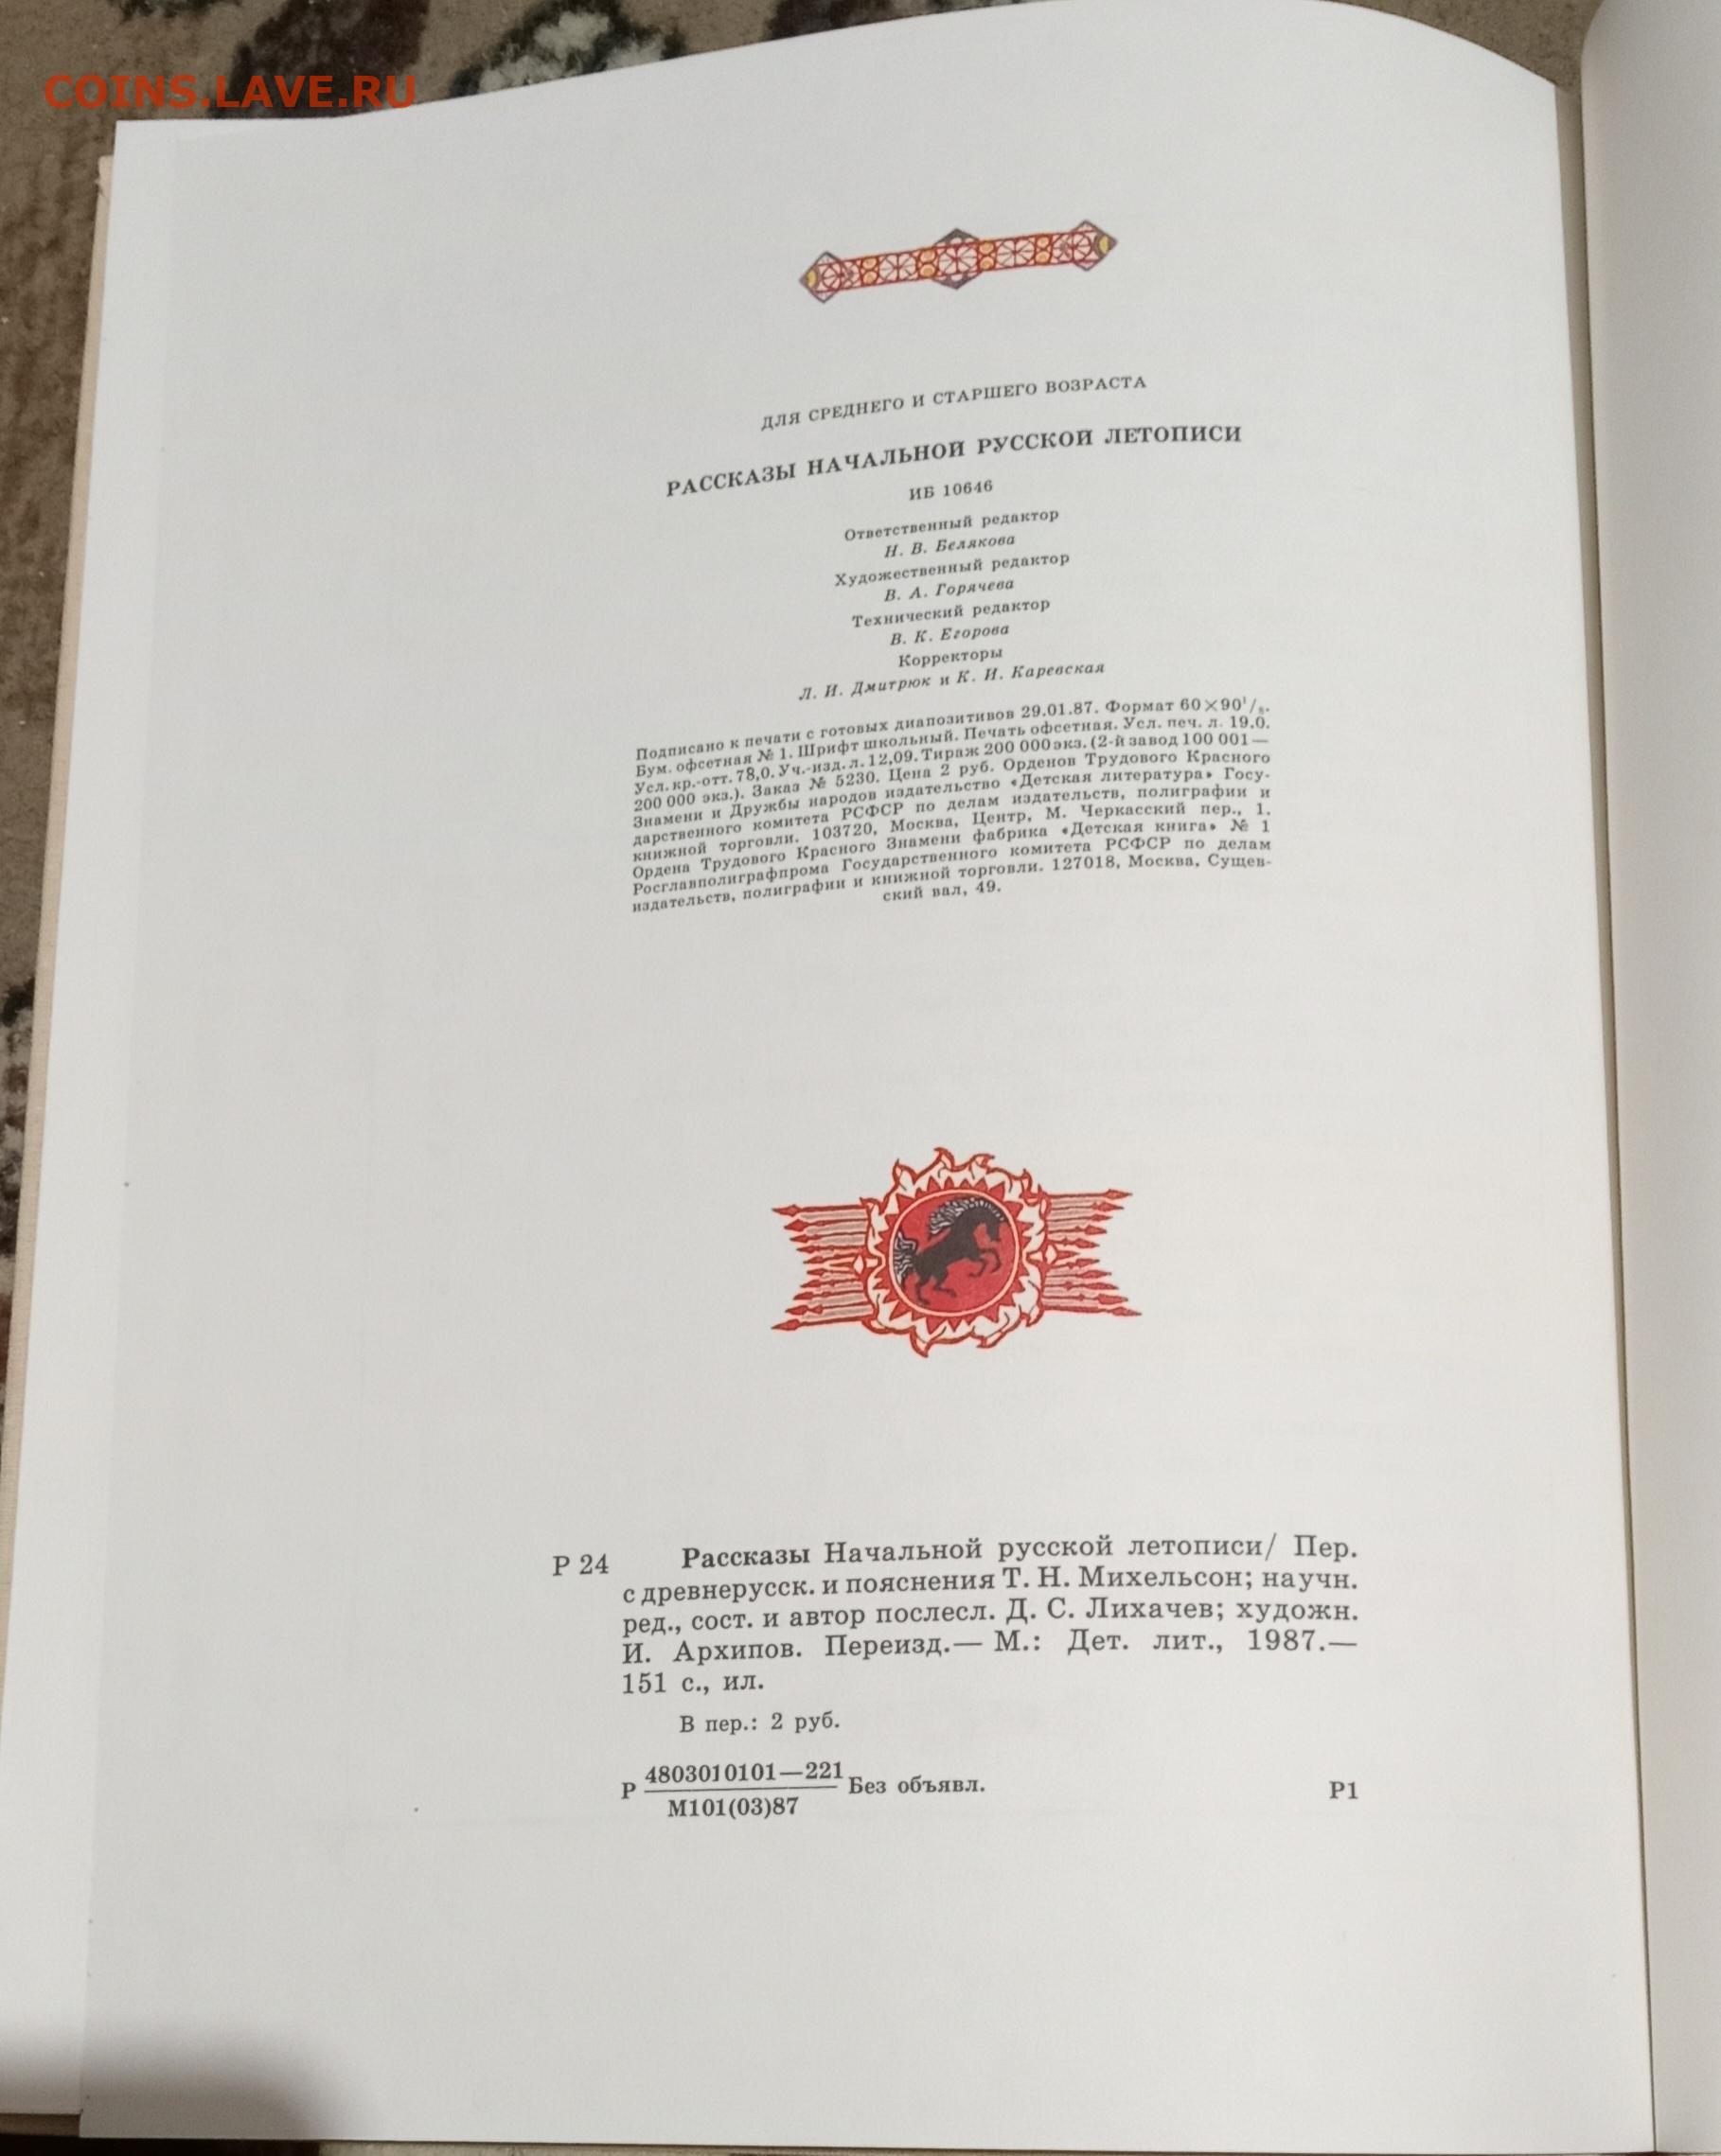 COINS.LAVE.RU
ДЛЯ СРЕДНЕГО И СТАРШЕГО ВОЗРАСТА
РАССКАЗЫ НАЧАЛЬНОЙ РУССКОЙ ЛЕТОПИСИ
ИБ 10646
Ответственный редактор
Н. В. Белякова
Художественный редактор
В. А. Горячева
Технический редактор
В. К. Егорова
Корректоры
Л. И. Дмитрюк и К. И. Каревская
Подписано к печати с готовых диапозитивов 29.01.87. Формат 60×90¹/₈.
Бум. офсетная № 1. Шрифт школьный. Печать офсетная. Усл. печ. л. 19.0.
Усл. кр.-отт. 78,0. Уч.-изд. л. 12,09. Тираж 200 000 экз. (2-й завод 100 001—
200 000 экз.). Заказ № 5230. Цена 2 руб. Орденов Трудового Красного
Знамени и Дружбы народов издательство «Детская литература» Госу-
дарственного комитета РСФСР по делам издательств, полиграфии и
книжной торговли. 103720, Москва, Центр, М. Черкасский пер., 1.
Ордена Трудового Красного Знамени фабрика «Детская книга» № 1
Росглавполиграфпрома Государственного комитета РСФСР по делам
издательств, полиграфии и книжной торговли. 127018, Москва, Сущев-
ский вал, 49.
Р 24 Рассказы Начальной русской летописи/ Пер.
с древнерусск. и пояснения Т. Н. Михельсон; научн.
ред., сост. и автор послесл. Д. С. Лихачев; художн.
И. Архипов. Переизд.— М.: Дет. лит., 1987.—
151 с., ил.
В пер.: 2 руб.
4803010101—221
Р Без объявл. Р1
М101(03)87